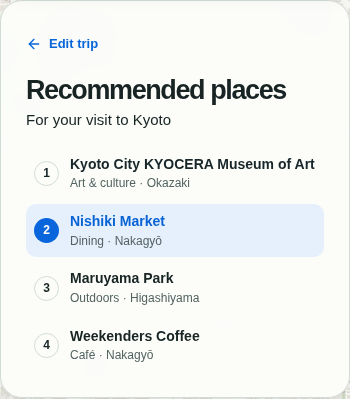 Edit trip
Recommended places
For your visit to Kyoto
1
Kyoto City KYOCERA Museum of Art
Art & culture · Okazaki
2
Nishiki Market
Dining · Nakagyō
3
Maruyama Park
Outdoors · Higashiyama
4
Weekenders Coffee
Café · Nakagyō